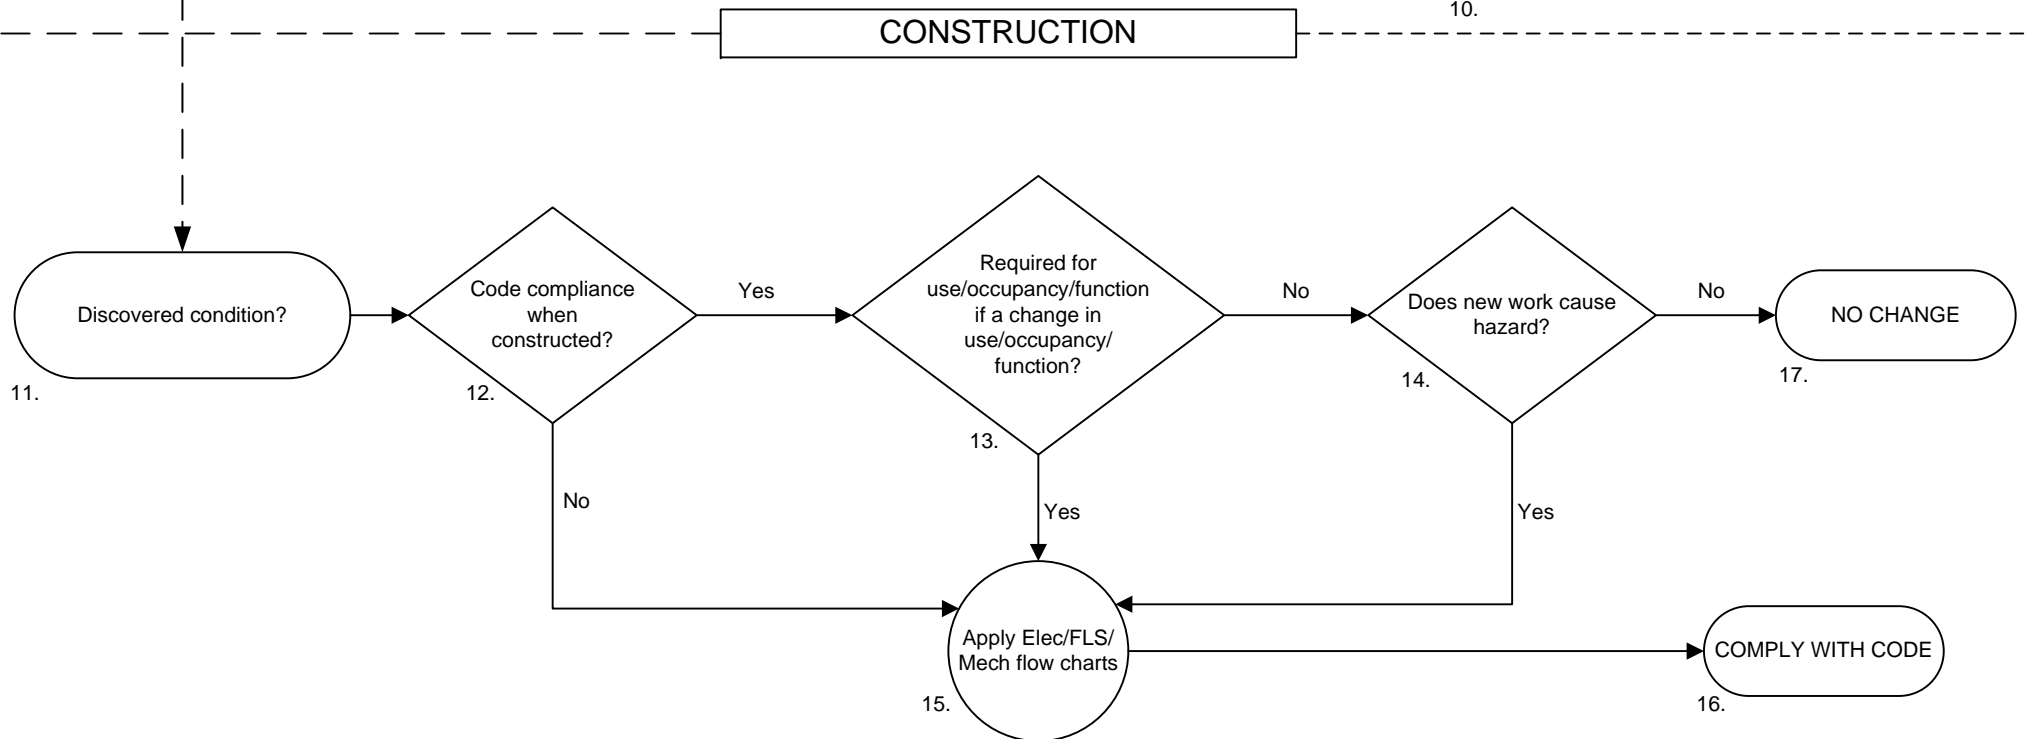 10.
CONSTRUCTION
Discovered condition?
11.
Code compliance
when
constructed?
12.
Yes
No
Required for
use/occupancy/function
if a change in
use/occupancy/
function?
13.
No
Yes
Does new work cause
hazard?
14.
No
Yes
NO CHANGE
17.
Apply Elec/FLS/
Mech flow charts
15.
COMPLY WITH CODE
16.